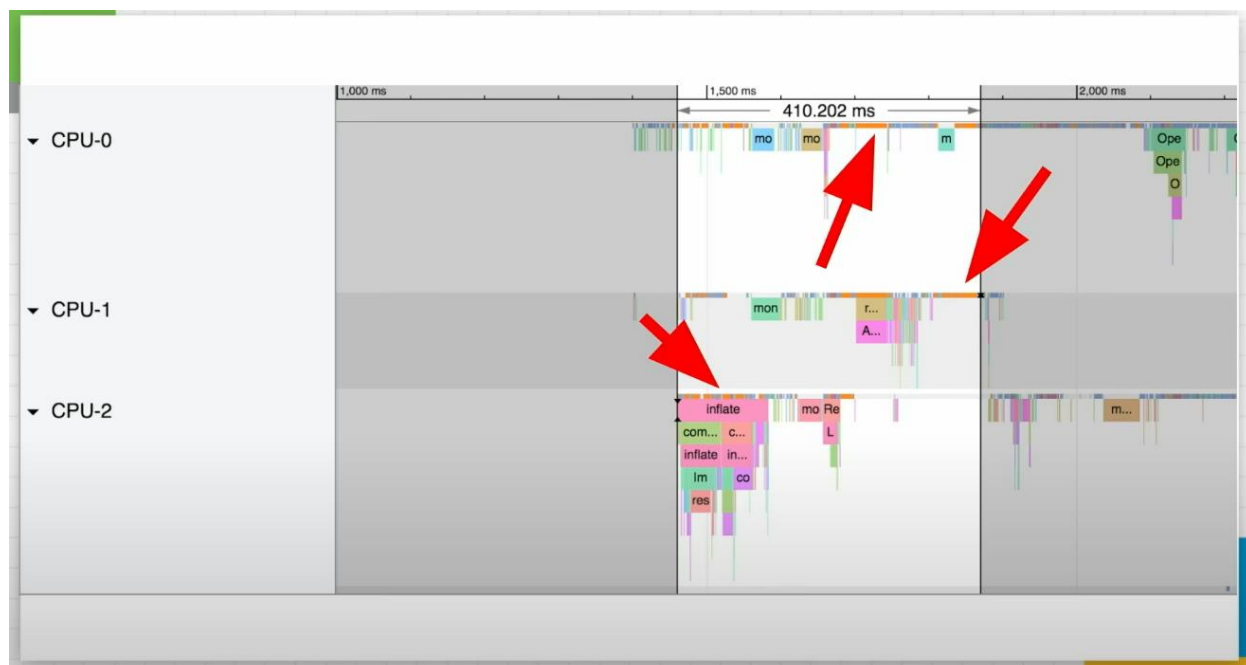 1,000 ms 1,500 ms 2,000 ms
410.202 ms
CPU-0
mo mo m Ope
Ope
O
CPU-1
mon r...
A...
CPU-2
inflate mo Re m...
com... c... L
inflate in...
Im co
res